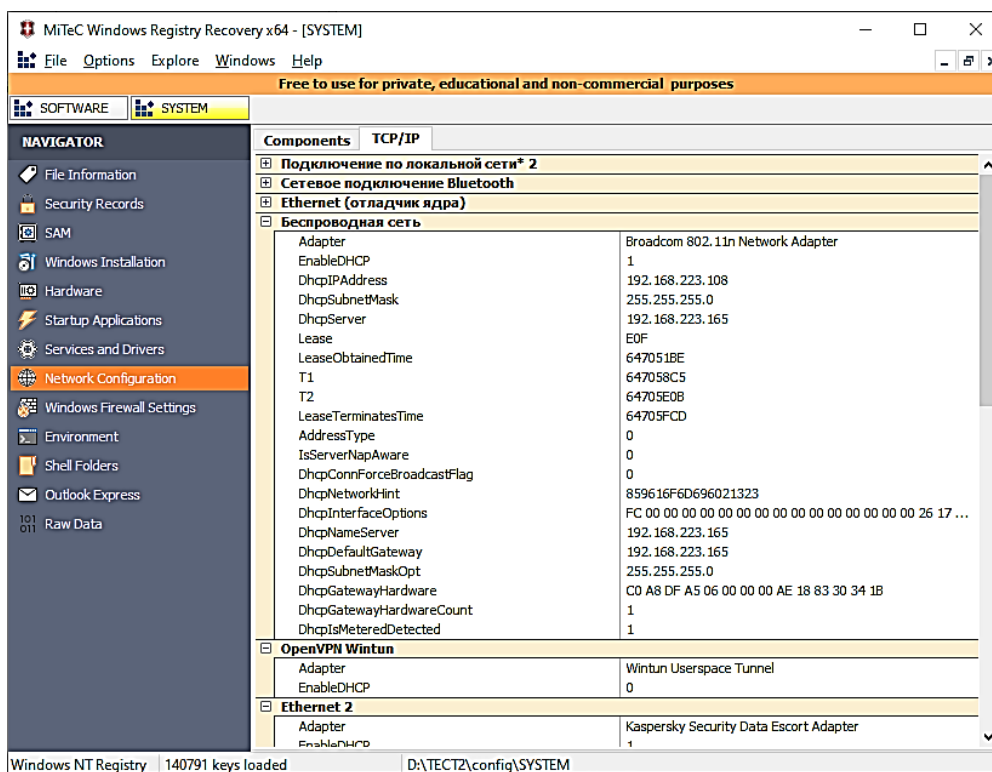 MiTeC Windows Registry Recovery x64 - [SYSTEM]
File Options Explore Windows Help
Free to use for private, educational and non-commercial purposes
SOFTWARE SYSTEM
NAVIGATOR
File Information
Security Records
SAM
Windows Installation
Hardware
Startup Applications
Services and Drivers
Network Configuration
Windows Firewall Settings
Environment
Shell Folders
Outlook Express
Raw Data
Components TCP/IP
Подключение по локальной сети* 2
Сетевое подключение Bluetooth
Ethernet (отладчик ядра)
Беспроводная сеть
Adapter Broadcom 802.11n Network Adapter
EnableDHCP 1
DhcpIPAddress 192.168.223.108
DhcpSubnetMask 255.255.255.0
DhcpServer 192.168.223.165
Lease E0F
LeaseObtainedTime 647051BE
T1 647058C5
T2 64705E0B
LeaseTerminatesTime 64705FCD
AddressType 0
IsServerNapAware 0
DhcpConnForceBroadcastFlag 0
DhcpNetworkHint 859616F6D696021323
DhcpInterfaceOptions FC 00 00 00 00 00 00 00 00 00 00 00 00 00 00 00 26 17 ...
DhcpNameServer 192.168.223.165
DhcpDefaultGateway 192.168.223.165
DhcpSubnetMaskOpt 255.255.255.0
DhcpGatewayHardware C0 A8 DF A5 06 00 00 00 AE 18 83 30 34 1B
DhcpGatewayHardwareCount 1
DhcpIsMeteredDetected 1
OpenVPN Wintun
Adapter Wintun Userspace Tunnel
EnableDHCP 0
Ethernet 2
Adapter Kaspersky Security Data Escort Adapter
EnableDHCP 1
Windows NT Registry 140791 keys loaded D:\TECT2\config\SYSTEM